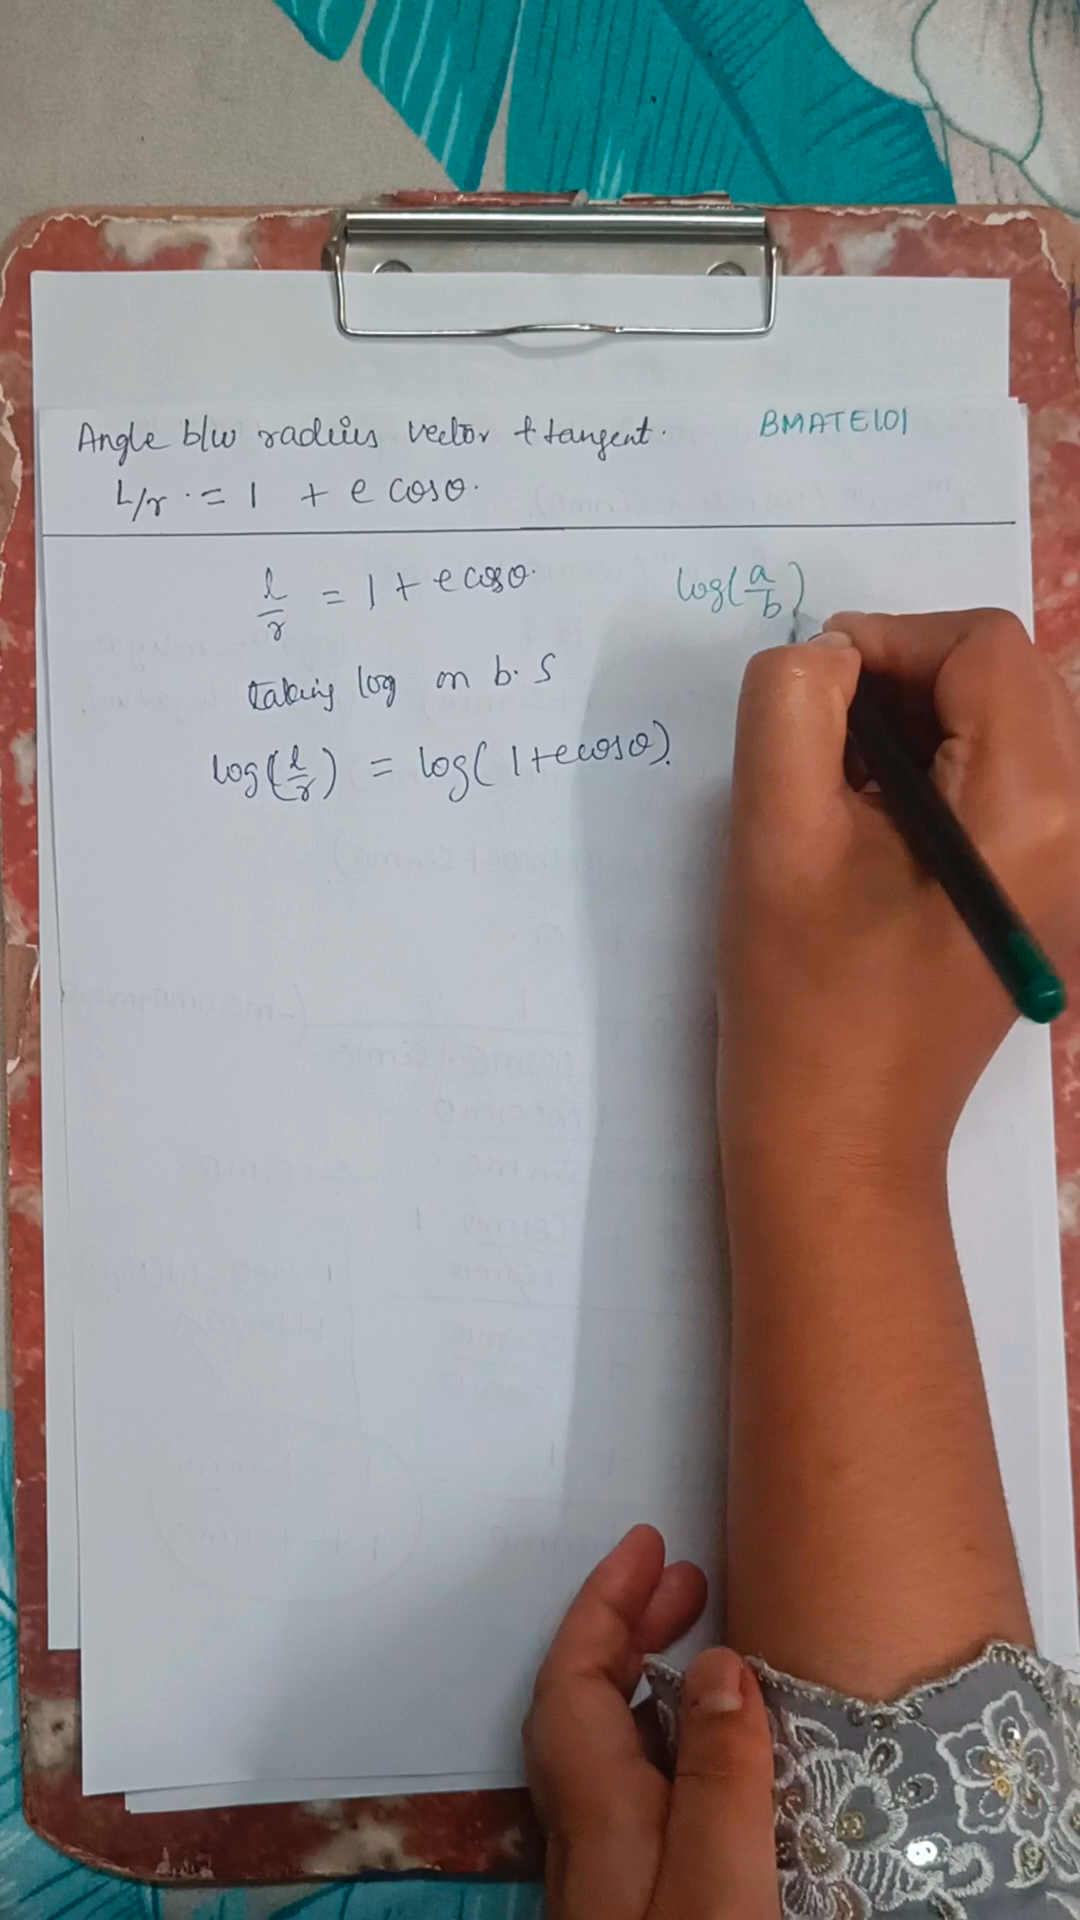 Angle b/w radius vector & tangent. BMATE101
L/r . = 1 + e cosθ.
l/r = 1 + e cosθ. log(a/b)
taking log on b.s
log(l/r) = log(1+ecosθ).